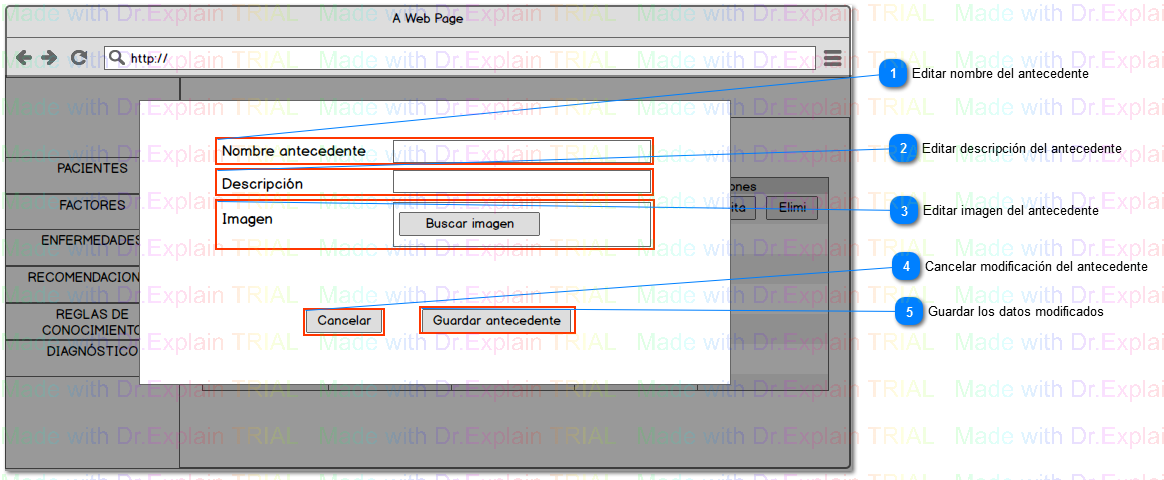 A Web Page
http://
PACIENTES
FACTORES
ENFERMEDADES
RECOMENDACION
REGLAS DE
CONOCIMIENTO
DIAGNÓSTICO
Nombre antecedente
Descripción
Imagen
Buscar imagen
Cancelar
Guardar antecedente
ones
ita
Elimi
1 Editar nombre del antecedente
2 Editar descripción del antecedente
3 Editar imagen del antecedente
4 Cancelar modificación del antecedente
5 Guardar los datos modificados
Made with Dr.Explain TRIAL